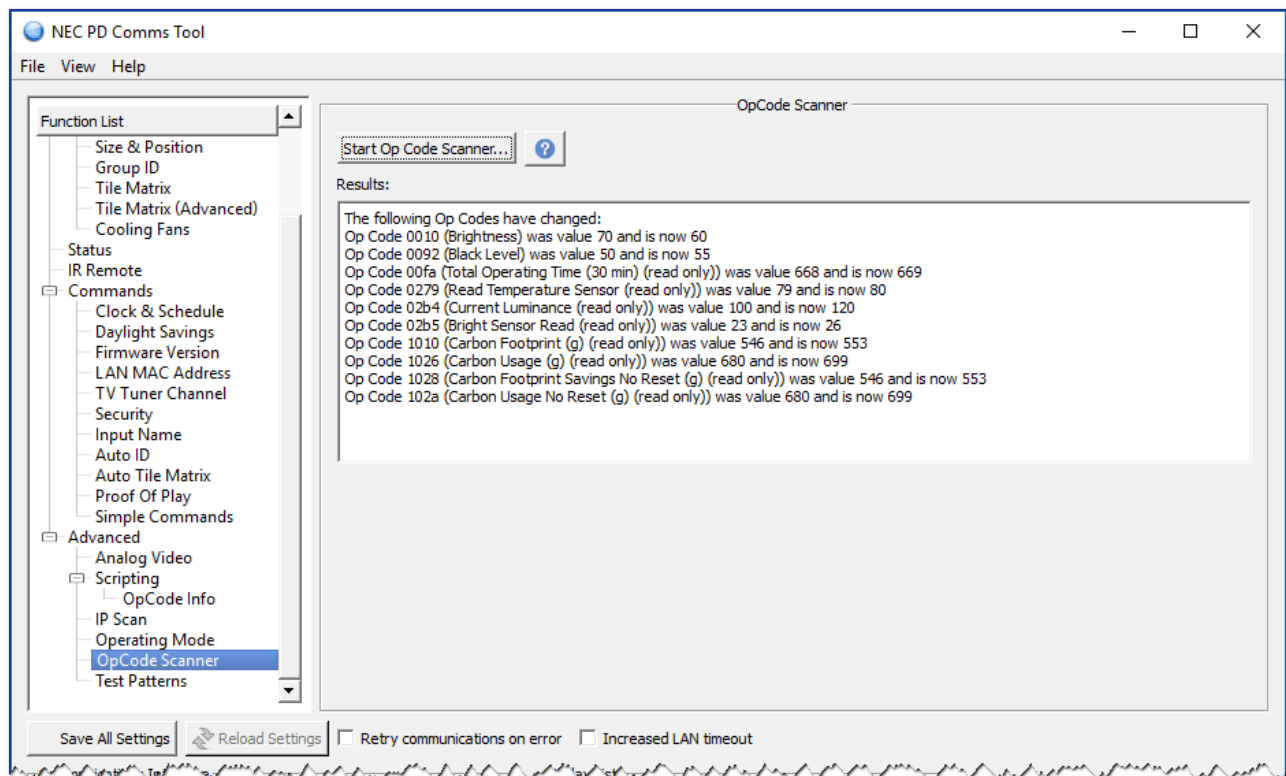 NEC PD Comms Tool
File View Help
Function List
Size & Position
Group ID
Tile Matrix
Tile Matrix (Advanced)
Cooling Fans
Status
IR Remote
Commands
Clock & Schedule
Daylight Savings
Firmware Version
LAN MAC Address
TV Tuner Channel
Security
Input Name
Auto ID
Auto Tile Matrix
Proof Of Play
Simple Commands
Advanced
Analog Video
Scripting
OpCode Info
IP Scan
Operating Mode
OpCode Scanner
Test Patterns
OpCode Scanner
Start Op Code Scanner...
Results:
The following Op Codes have changed:
Op Code 0010 (Brightness) was value 70 and is now 60
Op Code 0092 (Black Level) was value 50 and is now 55
Op Code 00fa (Total Operating Time (30 min) (read only)) was value 668 and is now 669
Op Code 0279 (Read Temperature Sensor (read only)) was value 79 and is now 80
Op Code 02b4 (Current Luminance (read only)) was value 100 and is now 120
Op Code 02b5 (Bright Sensor Read (read only)) was value 23 and is now 26
Op Code 1010 (Carbon Footprint (g) (read only)) was value 546 and is now 553
Op Code 1026 (Carbon Usage (g) (read only)) was value 680 and is now 699
Op Code 1028 (Carbon Footprint Savings No Reset (g) (read only)) was value 546 and is now 553
Op Code 102a (Carbon Usage No Reset (g) (read only)) was value 680 and is now 699
Save All Settings Reload Settings Retry communications on error Increased LAN timeout